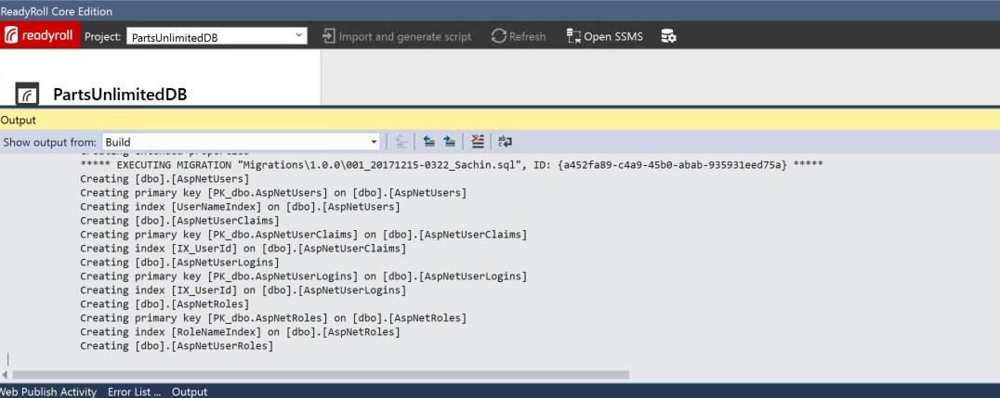 ReadyRoll Core Edition
readyroll Project: PartsUnlimitedDB Import and generate script Refresh Open SSMS
PartsUnlimitedDB
Output
Show output from: Build
Creating extended properties
***** EXECUTING MIGRATION "Migrations\1.0.0\001_20171215-0322_Sachin.sql", ID: {a452fa89-c4a9-45b0-abab-935931eed75a} *****
Creating [dbo].[AspNetUsers]
Creating primary key [PK_dbo.AspNetUsers] on [dbo].[AspNetUsers]
Creating index [UserNameIndex] on [dbo].[AspNetUsers]
Creating [dbo].[AspNetUserClaims]
Creating primary key [PK_dbo.AspNetUserClaims] on [dbo].[AspNetUserClaims]
Creating index [IX_UserId] on [dbo].[AspNetUserClaims]
Creating [dbo].[AspNetUserLogins]
Creating primary key [PK_dbo.AspNetUserLogins] on [dbo].[AspNetUserLogins]
Creating index [IX_UserId] on [dbo].[AspNetUserLogins]
Creating [dbo].[AspNetRoles]
Creating primary key [PK_dbo.AspNetRoles] on [dbo].[AspNetRoles]
Creating index [RoleNameIndex] on [dbo].[AspNetRoles]
Creating [dbo].[AspNetUserRoles]
Web Publish Activity Error List ... Output